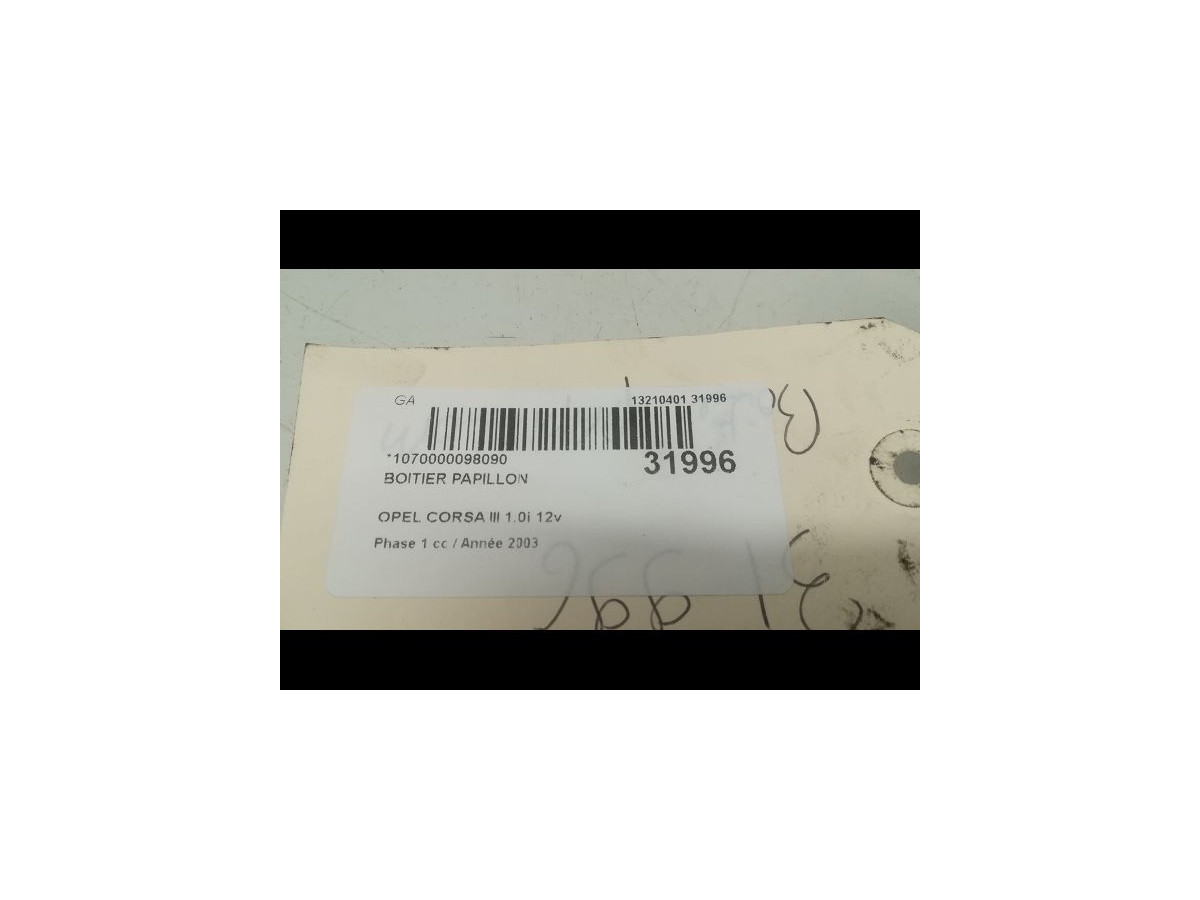 GA
13210401 31996
*1070000098090
31996
BOITIER PAPILLON
OPEL CORSA III 1.0i 12v
Phase 1 cc / Année 2003